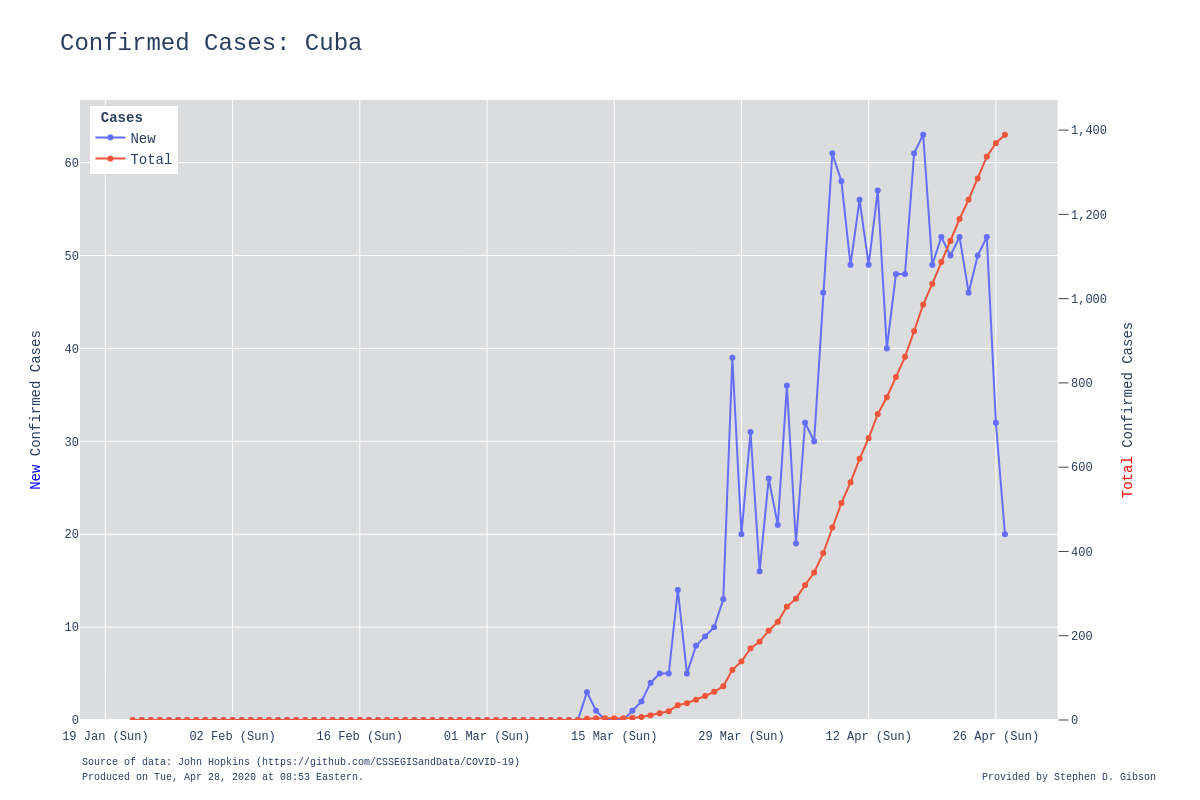 Confirmed Cases: Cuba
Cases
New
Total
60
50
40
30
20
10
0
New Confirmed Cases
1,400
1,200
1,000
800
600
400
200
0
Total Confirmed Cases
19 Jan (Sun)
02 Feb (Sun)
16 Feb (Sun)
01 Mar (Sun)
15 Mar (Sun)
29 Mar (Sun)
12 Apr (Sun)
26 Apr (Sun)
Source of data: John Hopkins (https://github.com/CSSEGISandData/COVID-19)
Produced on Tue, Apr 28, 2020 at 08:53 Eastern.
Provided by Stephen D. Gibson